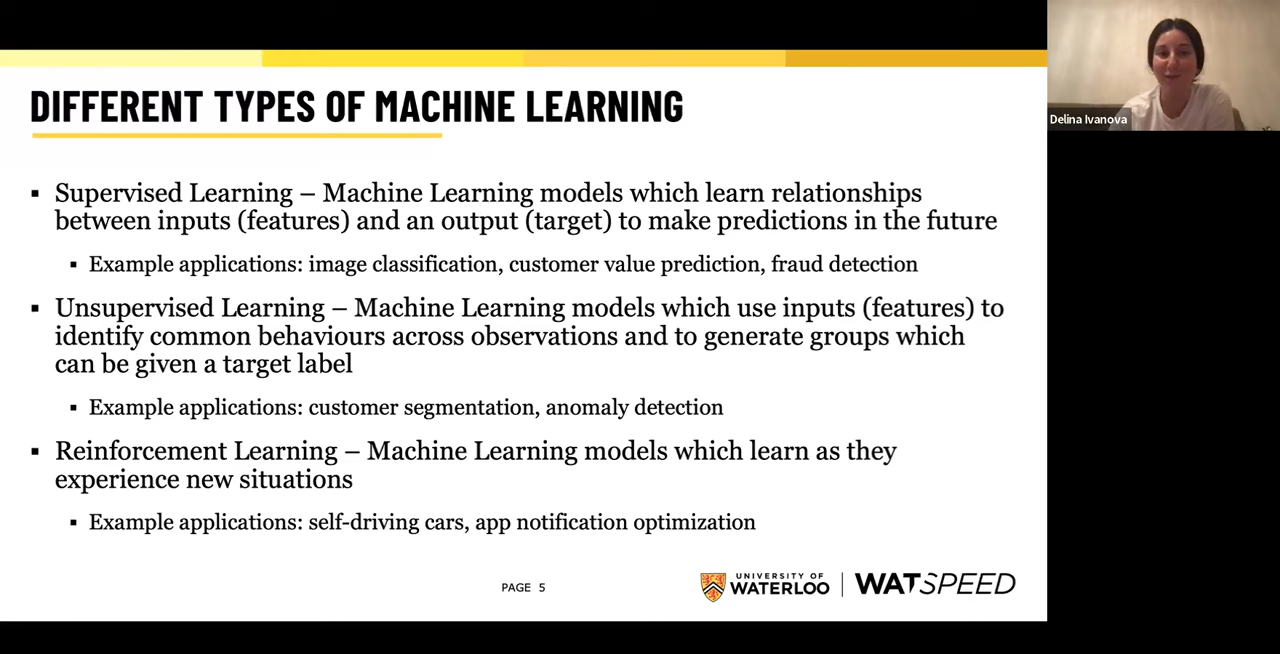 DIFFERENT TYPES OF MACHINE LEARNING
▪ Supervised Learning – Machine Learning models which learn relationships
between inputs (features) and an output (target) to make predictions in the future
▪ Example applications: image classification, customer value prediction, fraud detection
▪ Unsupervised Learning – Machine Learning models which use inputs (features) to
identify common behaviours across observations and to generate groups which
can be given a target label
▪ Example applications: customer segmentation, anomaly detection
▪ Reinforcement Learning – Machine Learning models which learn as they
experience new situations
▪ Example applications: self-driving cars, app notification optimization
PAGE 5
UNIVERSITY OF
WATERLOO
WATSPEED
Delina Ivanova